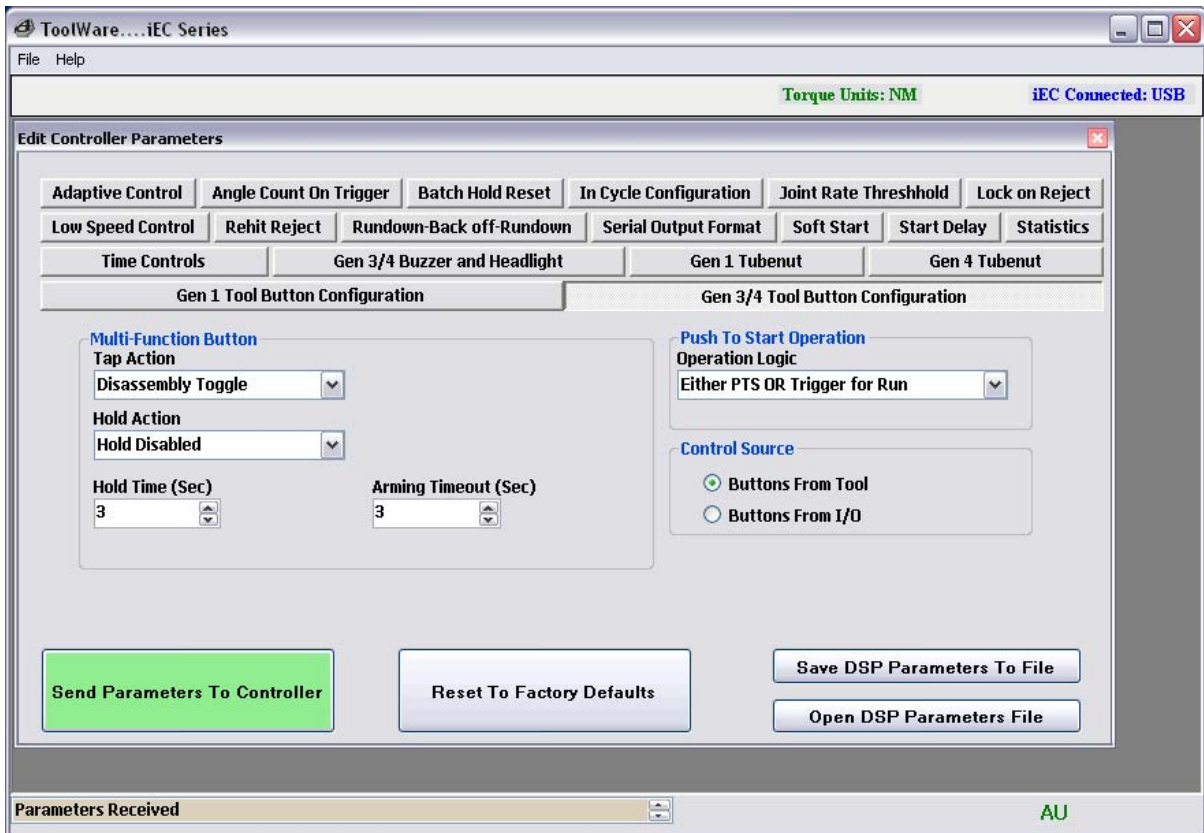 ToolWare....iEC Series
File Help
Torque Units: NM iEC Connected: USB
Edit Controller Parameters
Adaptive Control Angle Count On Trigger Batch Hold Reset In Cycle Configuration Joint Rate Threshhold Lock on Reject
Low Speed Control Rehit Reject Rundown-Back off-Rundown Serial Output Format Soft Start Start Delay Statistics
Time Controls Gen 3/4 Buzzer and Headlight Gen 1 Tubenut Gen 4 Tubenut
Gen 1 Tool Button Configuration Gen 3/4 Tool Button Configuration
Multi-Function Button Push To Start Operation
Tap Action Operation Logic
Disassembly Toggle Either PTS OR Trigger for Run
Hold Action
Hold Disabled Control Source
Hold Time (Sec) Arming Timeout (Sec) Buttons From Tool
3 3 Buttons From I/O
Send Parameters To Controller Reset To Factory Defaults Save DSP Parameters To File
Open DSP Parameters File
Parameters Received AU